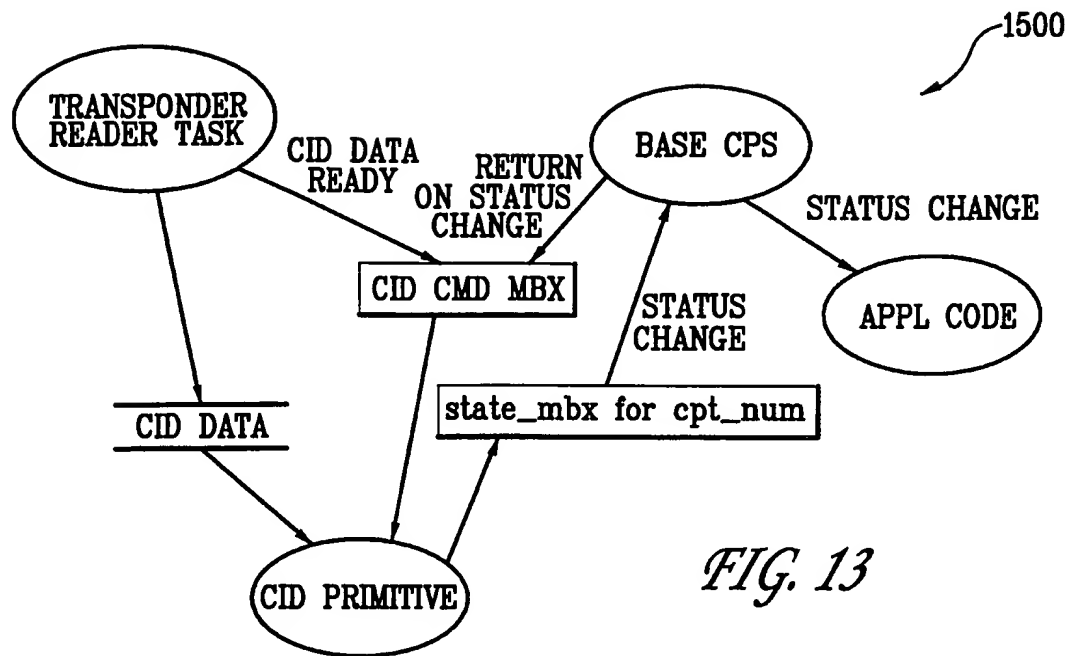 1500
TRANSPONDER
READER TASK
BASE CPS
CID DATA
READY
RETURN
ON STATUS
CHANGE
STATUS CHANGE
CID CMD MBX
STATUS
CHANGE
APPL CODE
state_mbx for cpt_num
CID DATA
CID PRIMITIVE
FIG. 13